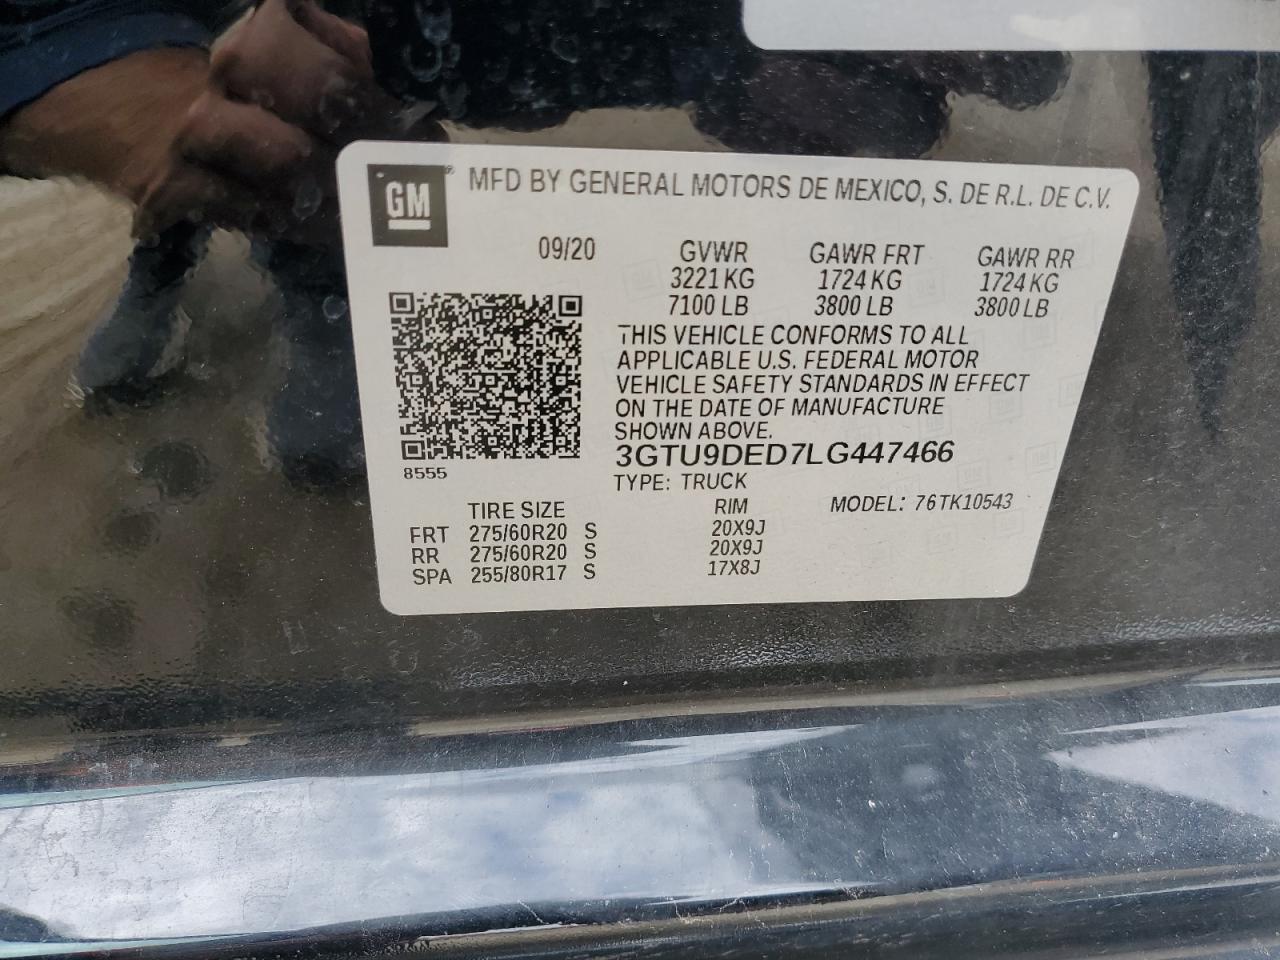 GM® MFD BY GENERAL MOTORS DE MEXICO, S. DE R.L. DE C.V.
09/20 GVWR GAWR FRT GAWR RR
3221 KG 1724 KG 1724 KG
7100 LB 3800 LB 3800 LB
THIS VEHICLE CONFORMS TO ALL
APPLICABLE U.S. FEDERAL MOTOR
VEHICLE SAFETY STANDARDS IN EFFECT
ON THE DATE OF MANUFACTURE
SHOWN ABOVE.
3GTU9DED7LG447466
8555
TYPE: TRUCK
TIRE SIZE RIM MODEL: 76TK10543
FRT 275/60R20 S 20X9J
RR 275/60R20 S 20X9J
SPA 255/80R17 S 17X8J